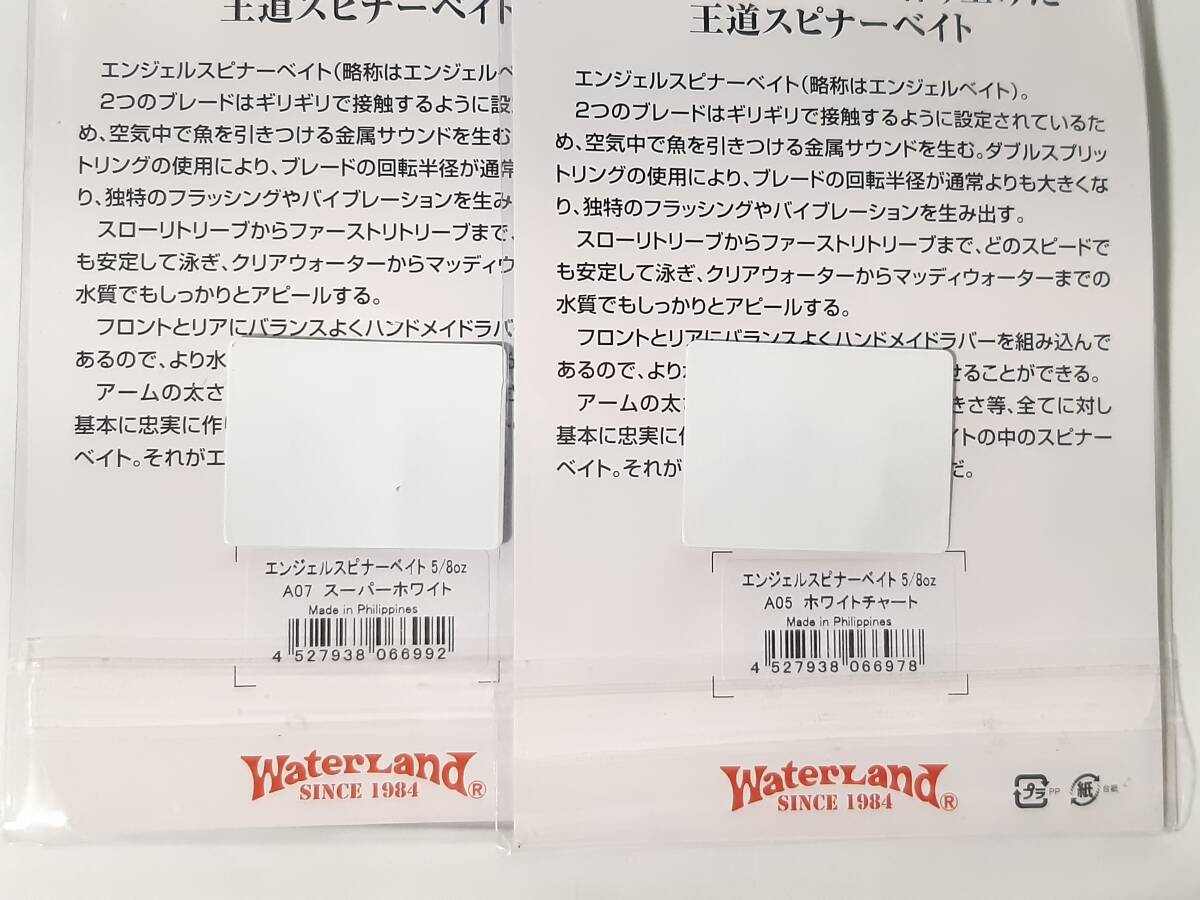 王道スピナーベイト
エンジェルスピナーベイト(略称はエンジェルベ
2つのブレードはギリギリで接触するように設
め、空気中で魚を引きつける金属サウンドを生む
トリングの使用により、ブレードの回転半径が通常
り、独特のフラッシングやバイブレーションを生み
スローリトリーブからファーストリトリーブまで、
も安定して泳ぎ、クリアウォーターからマッディウ
水質でもしっかりとアピールする。
フロントとリアにバランスよくハンドメイドラバ
あるので、より水
アームの太さ
基本に忠実に作
ベイト。それがエ
エンジェルスピナーベイト 5/8oz
A07 スーパーホワイト
Made in Philippines
4 527938 066992
WaterLand®
SINCE 1984
王道スピナーベイト
エンジェルスピナーベイト(略称はエンジェルベイト)。
2つのブレードはギリギリで接触するように設定されているた
め、空気中で魚を引きつける金属サウンドを生む。ダブルスプリッ
トリングの使用により、ブレードの回転半径が通常よりも大きくな
り、独特のフラッシングやバイブレーションを生み出す。
スローリトリーブからファーストリトリーブまで、どのスピードで
も安定して泳ぎ、クリアウォーターからマッディウォーターまでの
水質でもしっかりとアピールする。
フロントとリアにバランスよくハンドメイドラバーを組み込んで
あるので、より せることができる。
アームの太 きさ等、全てに対し
基本に忠実に イトの中のスピナー
ベイト。それが だ。
エンジェルスピナーベイト 5/8oz
A05 ホワイトチャート
Made in Philippines
4 527938 066978
WaterLand®
SINCE 1984
プラ PP 紙 台紙